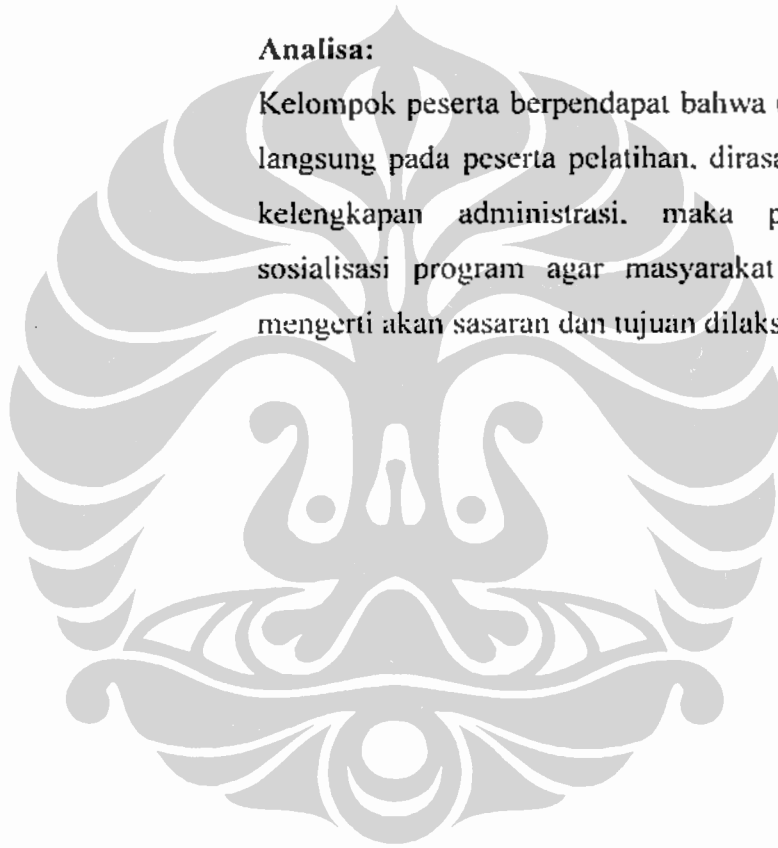 Analisa:
Kelompok peserta berpendapat bahwa
langsung pada peserta pelatihan. dirasa
kelengkapan administrasi. maka p
sosialisasi program agar masyarakat
mengerti akan sasaran dan tujuan dilaks